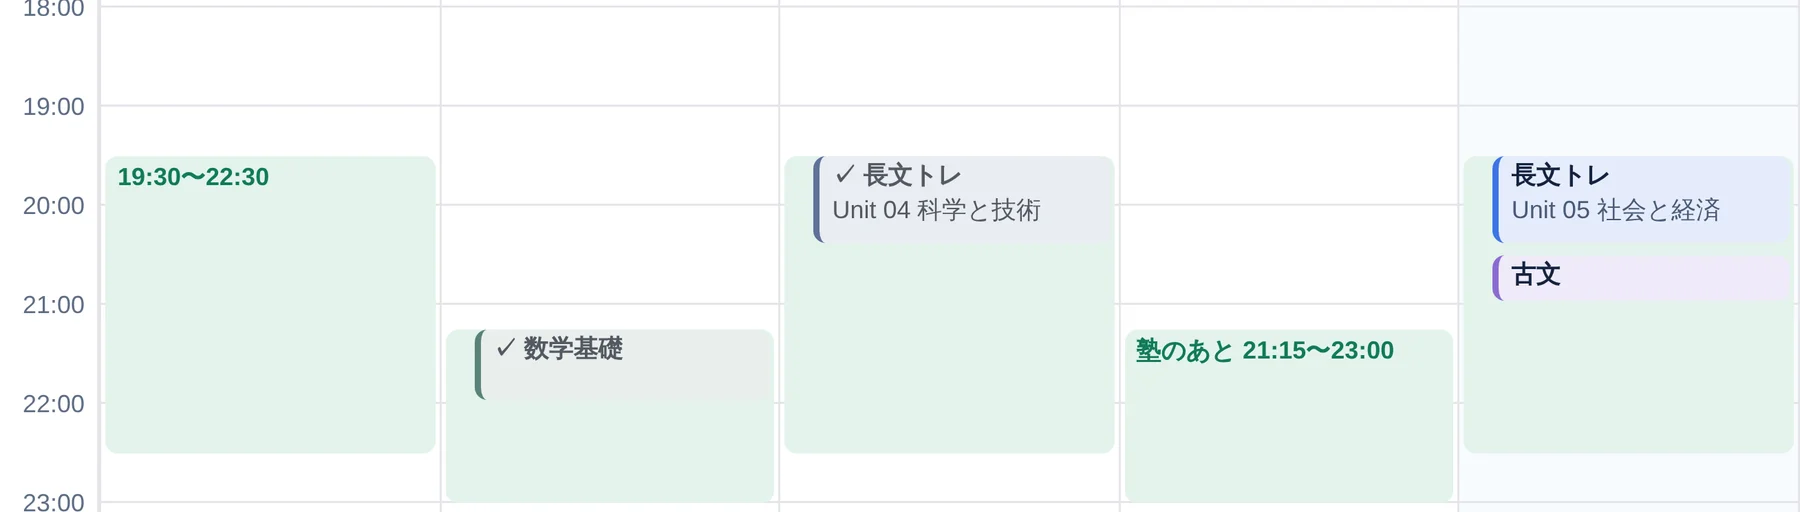 18:00
19:00
20:00
21:00
22:00
23:00
19:30〜22:30
✓ 数学基礎
✓ 長文トレ
Unit 04 科学と技術
塾のあと 21:15〜23:00
長文トレ
Unit 05 社会と経済
古文